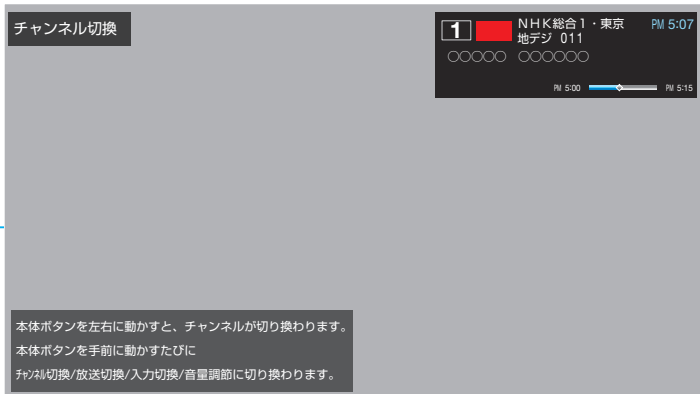 チャンネル切換
1
NHK総合1・東京
PM 5:07
地デジ 011
○○○○○ ○○○○○○
PM 5:00
PM 5:15
本体ボタンを左右に動かすと、チャンネルが切り換わります。
本体ボタンを手前に動かすたびに
ﾁｬﾝﾈﾙ切換/放送切換/入力切換/音量調節に切り換わります。